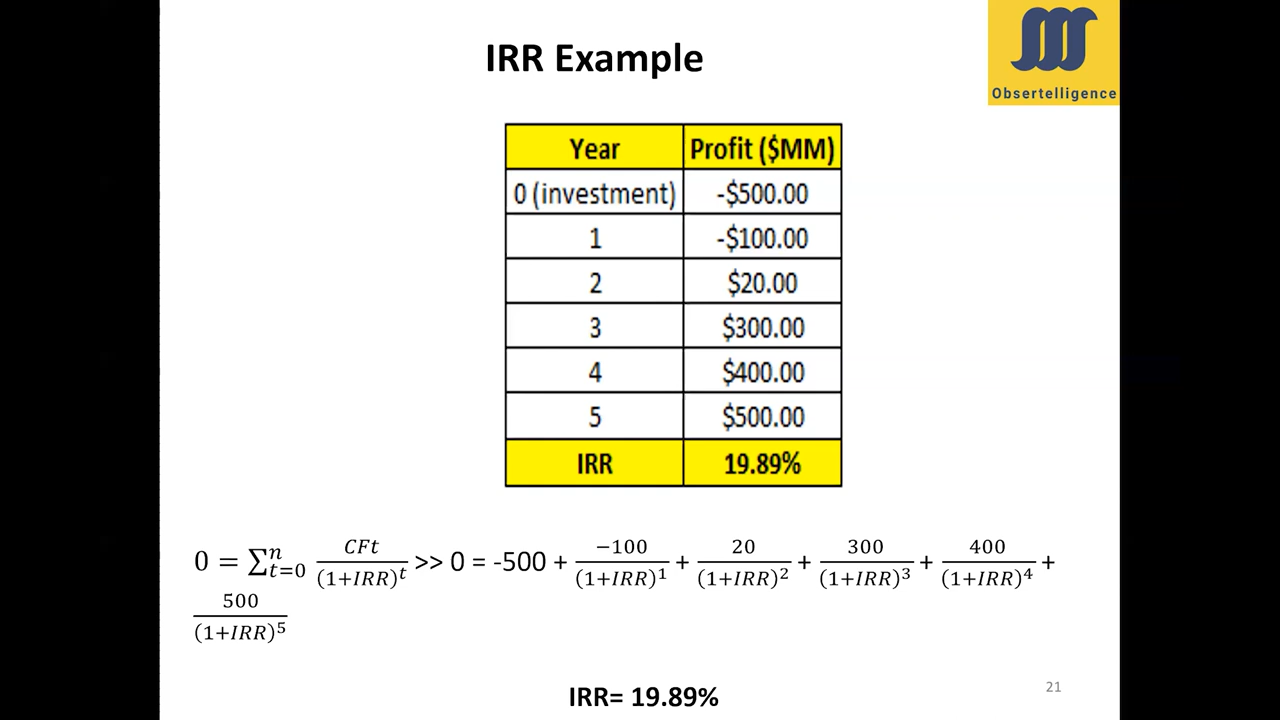 IRR Example
Obsertelligence
Year Profit ($MM)
0 (investment) -$500.00
1 -$100.00
2 $20.00
3 $300.00
4 $400.00
5 $500.00
IRR 19.89%
0 = ∑ₜ₌₀ⁿ CFt/(1+IRR)ᵗ >> 0 = -500 + −100/(1+IRR)¹ + 20/(1+IRR)² + 300/(1+IRR)³ + 400/(1+IRR)⁴ +
500/(1+IRR)⁵
IRR= 19.89%
21